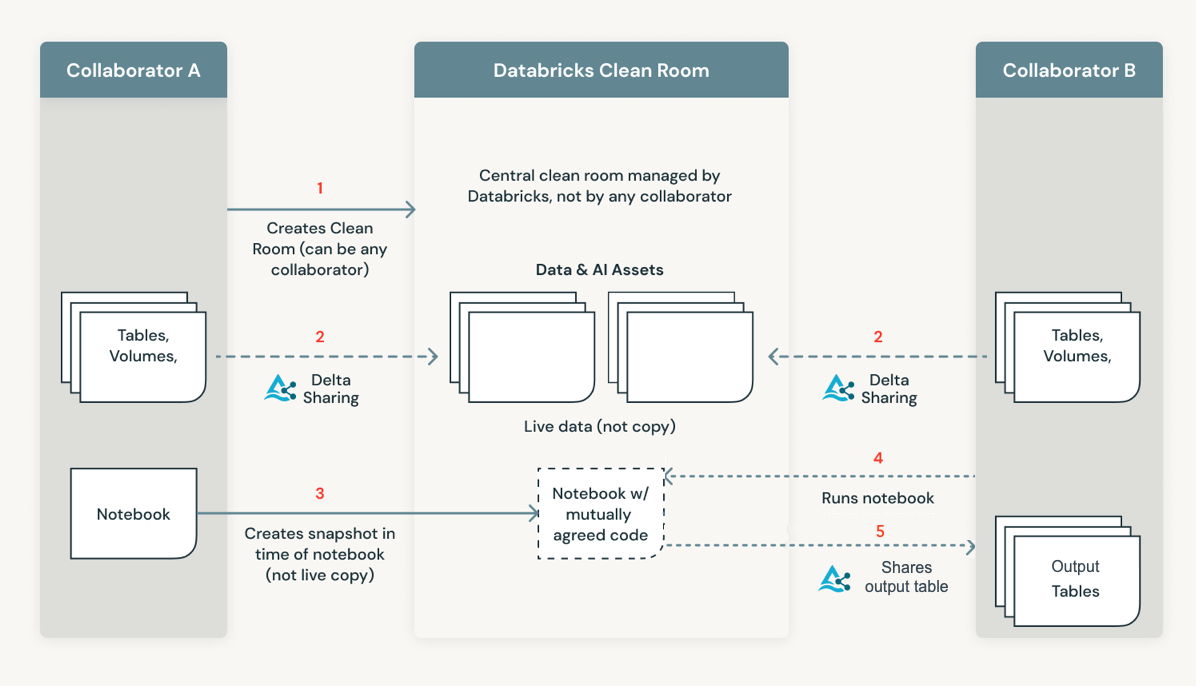 Collaborator A
Databricks Clean Room
Collaborator B
Central clean room managed by
Databricks, not by any collaborator
1
Creates Clean
Room (can be any
collaborator)
Data & AI Assets
Tables,
Volumes,
2
Delta
Sharing
2
Delta
Sharing
Tables,
Volumes,
Live data (not copy)
Notebook
3
Creates snapshot in
time of notebook
(not live copy)
Notebook w/
mutually
agreed code
4
Runs notebook
5
Shares
output table
Output
Tables